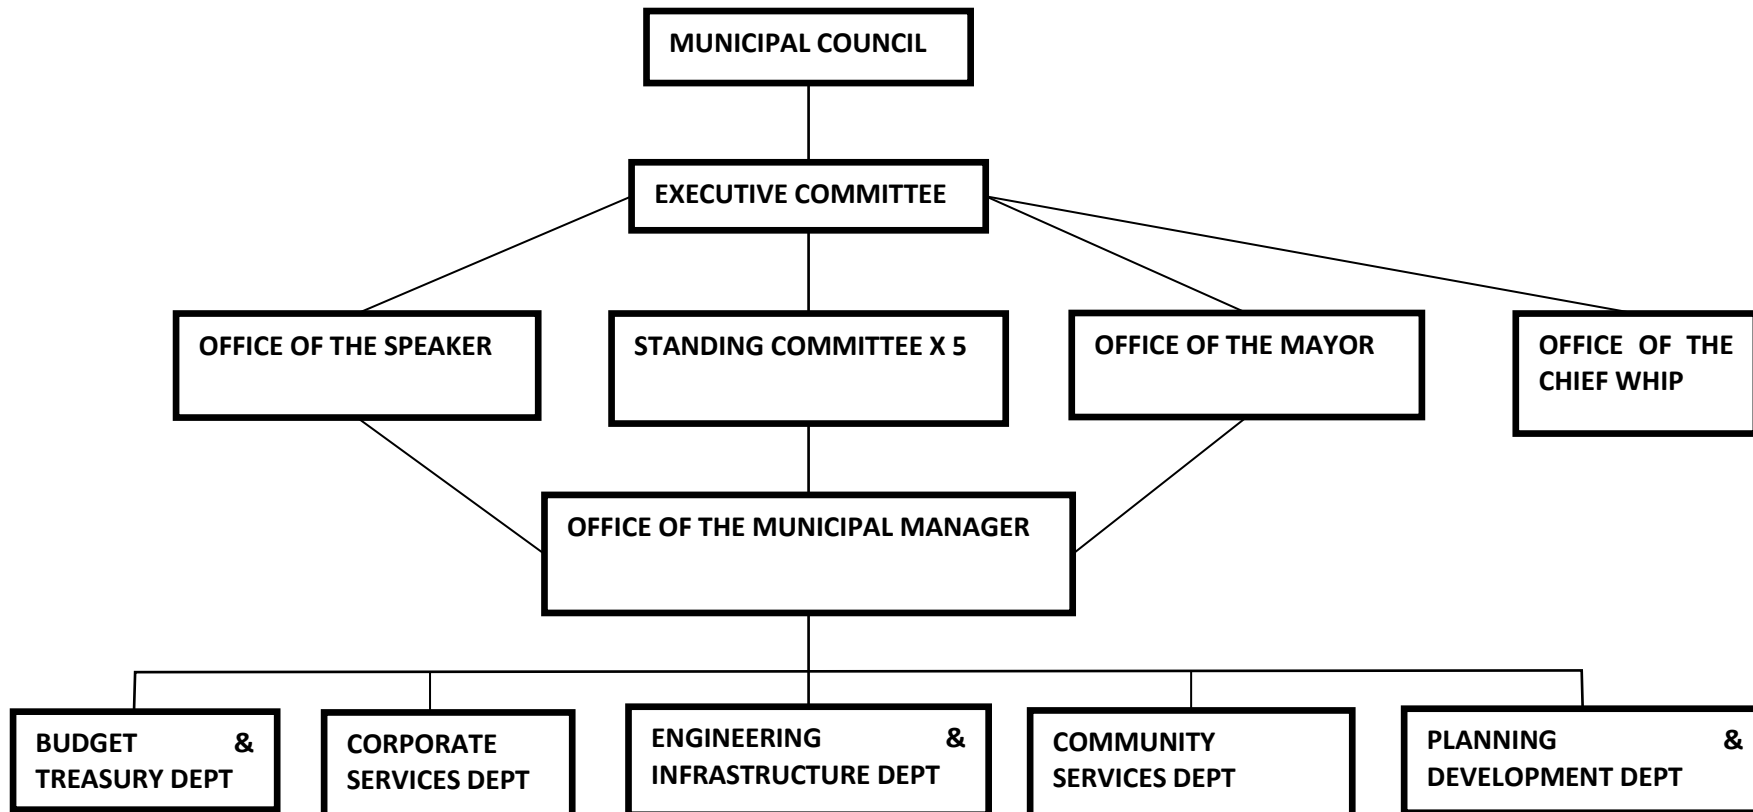 MUNICIPAL COUNCIL
EXECUTIVE COMMITTEE
OFFICE OF THE SPEAKER
STANDING COMMITTEE X 5
OFFICE OF THE MAYOR
OFFICE OF THE
CHIEF WHIP
OFFICE OF THE MUNICIPAL MANAGER
BUDGET &
TREASURY DEPT
CORPORATE
SERVICES DEPT
ENGINEERING &
INFRASTRUCTURE DEPT
COMMUNITY
SERVICES DEPT
PLANNING &
DEVELOPMENT DEPT